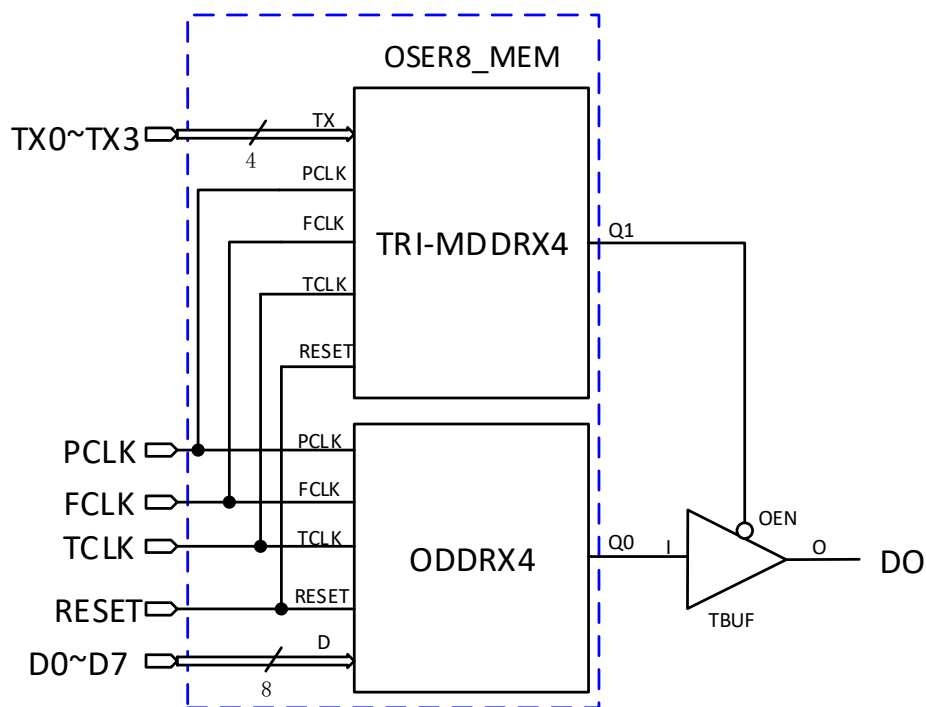 OSER8_MEM
TX0~TX3
4
TX
PCLK
FCLK
TCLK
RESET
TRI-MDDRX4
Q1
PCLK
FCLK
TCLK
RESET
D0~D7
8
PCLK
FCLK
TCLK
RESET
D
ODDRX4
Q0
I
OEN
O
TBUF
DO